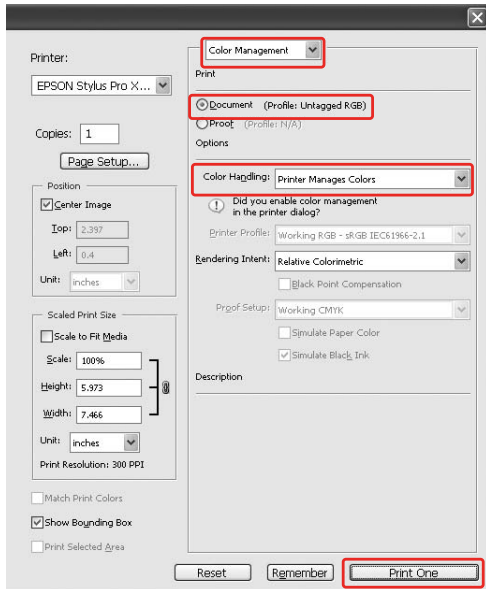 Printer:
EPSON Stylus Pro X...
Copies: 1
Page Setup...
Position
Center Image
Top: 2.397
Left: 0.4
Unit: inches
Scaled Print Size
Scale to Fit Media
Scale: 100%
Height: 5.973
Width: 7.466
Unit: inches
Print Resolution: 300 PPI
Match Print Colors
Show Bounding Box
Print Selected Area
Color Management
Print
Document (Profile: Untagged RGB)
Proof (Profile: N/A)
Options
Color Handling: Printer Manages Colors
Did you enable color management
in the printer dialog?
Printer Profile: Working RGB - sRGB IEC61966-2.1
Rendering Intent: Relative Colorimetric
Black Point Compensation
Proof Setup: Working CMYK
Simulate Paper Color
Simulate Black Ink
Description
Reset Remember Print One